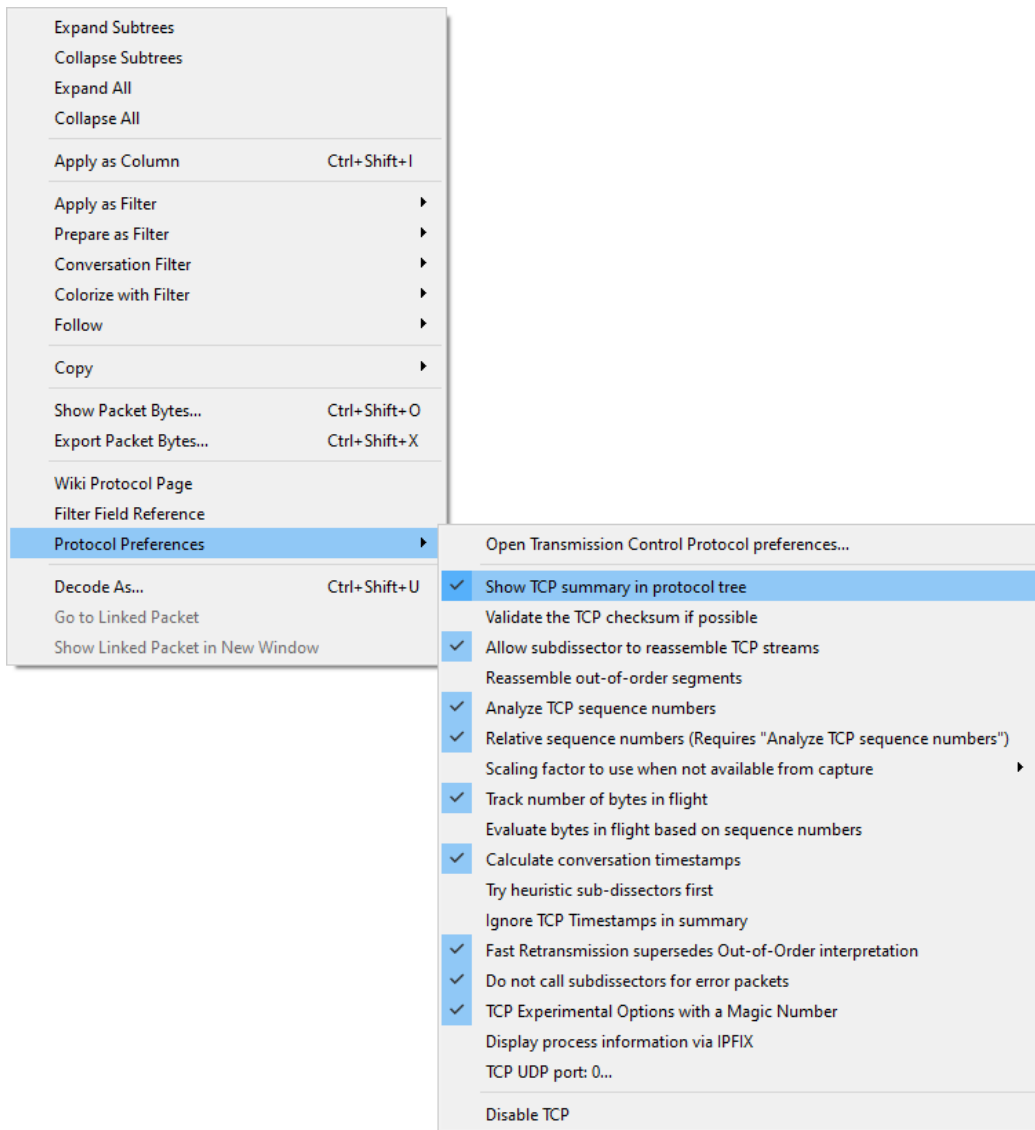 Expand Subtrees
Collapse Subtrees
Expand All
Collapse All
Apply as Column Ctrl+Shift+I
Apply as Filter
Prepare as Filter
Conversation Filter
Colorize with Filter
Follow
Copy
Show Packet Bytes... Ctrl+Shift+O
Export Packet Bytes... Ctrl+Shift+X
Wiki Protocol Page
Filter Field Reference
Protocol Preferences
Decode As... Ctrl+Shift+U
Go to Linked Packet
Show Linked Packet in New Window
Open Transmission Control Protocol preferences...
Show TCP summary in protocol tree
Validate the TCP checksum if possible
Allow subdissector to reassemble TCP streams
Reassemble out-of-order segments
Analyze TCP sequence numbers
Relative sequence numbers (Requires "Analyze TCP sequence numbers")
Scaling factor to use when not available from capture
Track number of bytes in flight
Evaluate bytes in flight based on sequence numbers
Calculate conversation timestamps
Try heuristic sub-dissectors first
Ignore TCP Timestamps in summary
Fast Retransmission supersedes Out-of-Order interpretation
Do not call subdissectors for error packets
TCP Experimental Options with a Magic Number
Display process information via IPFIX
TCP UDP port: 0...
Disable TCP